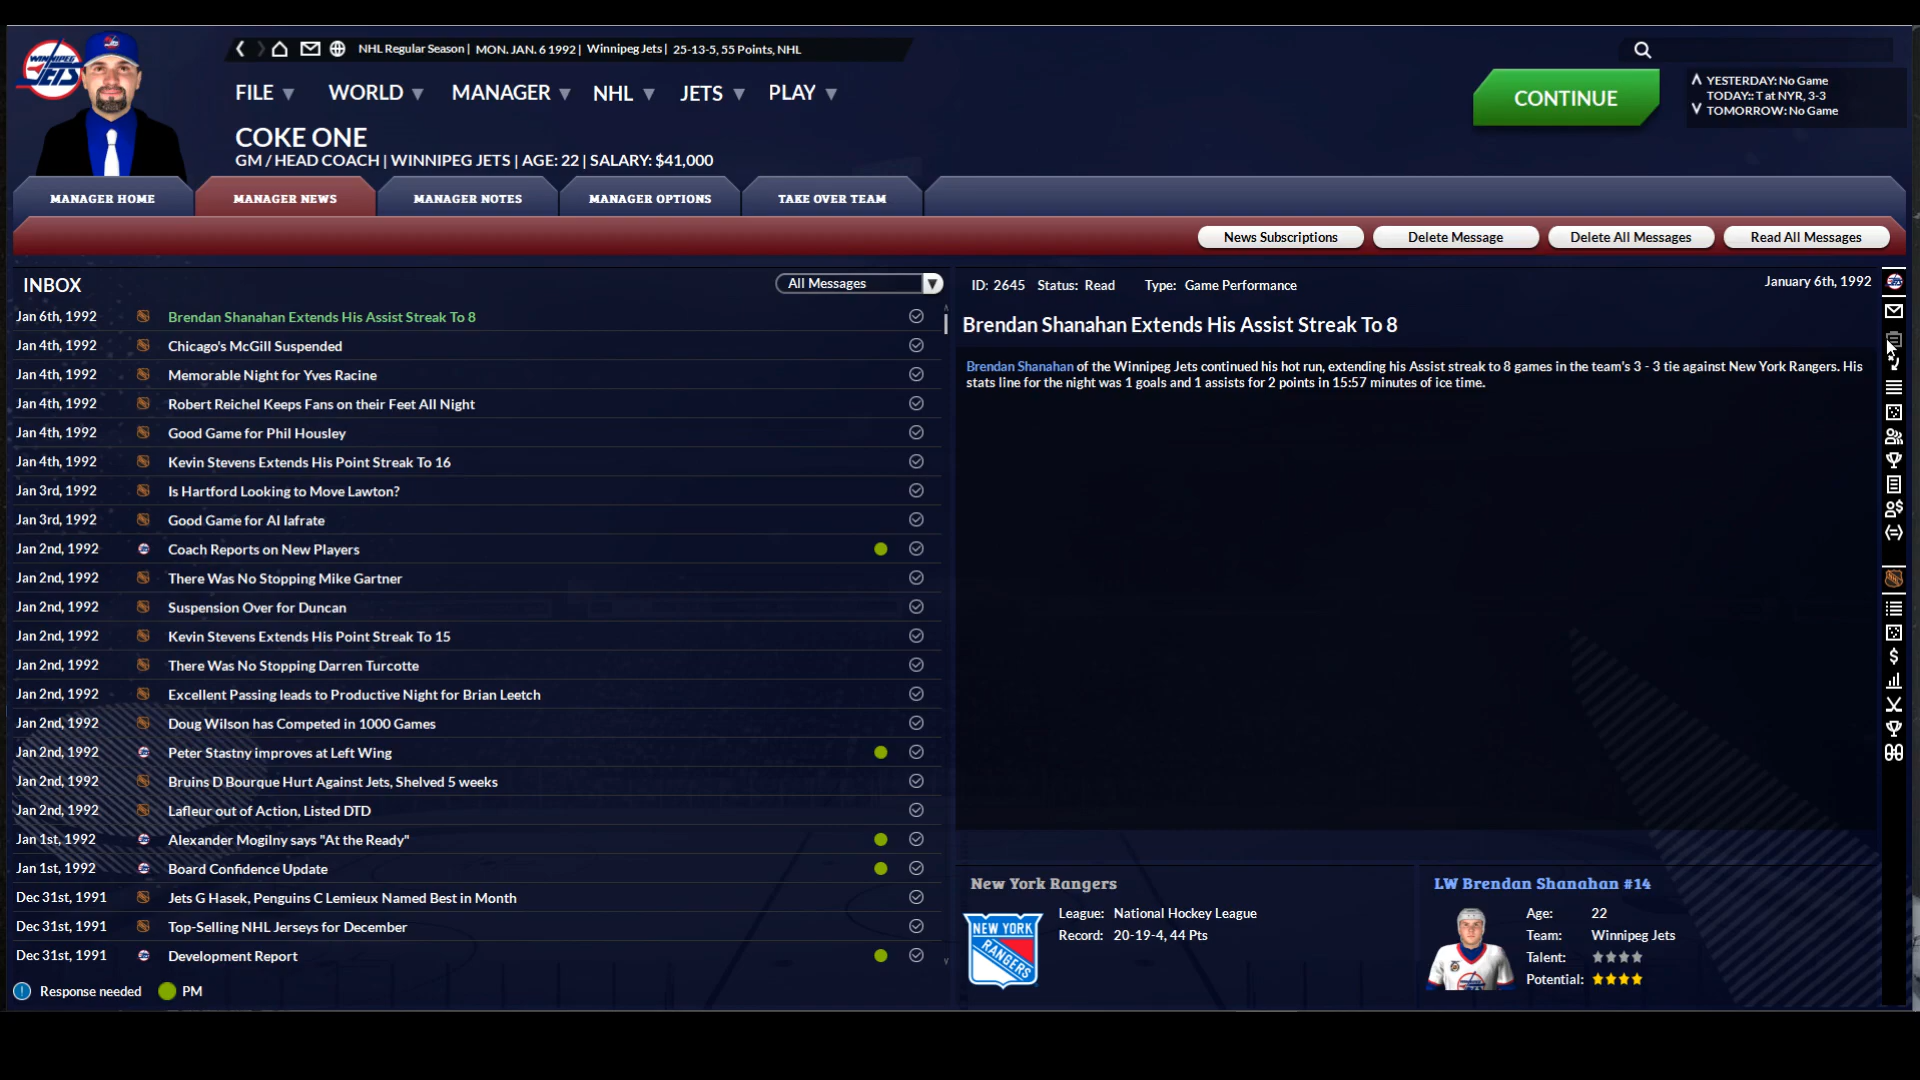 NHL Regular Season | MON. JAN. 6 1992 | Winnipeg Jets | 25-13-5, 55 Points, NHL
FILE WORLD MANAGER NHL JETS PLAY
COKE ONE
GM / HEAD COACH | WINNIPEG JETS | AGE: 22 | SALARY: $41,000
CONTINUE
YESTERDAY: No Game
TODAY:: T at NYR, 3-3
TOMORROW: No Game
MANAGER HOME MANAGER NEWS MANAGER NOTES MANAGER OPTIONS TAKE OVER TEAM
News Subscriptions Delete Message Delete All Messages Read All Messages
INBOX All Messages
Jan 6th, 1992 Brendan Shanahan Extends His Assist Streak To 8
Jan 4th, 1992 Chicago's McGill Suspended
Jan 4th, 1992 Memorable Night for Yves Racine
Jan 4th, 1992 Robert Reichel Keeps Fans on their Feet All Night
Jan 4th, 1992 Good Game for Phil Housley
Jan 4th, 1992 Kevin Stevens Extends His Point Streak To 16
Jan 3rd, 1992 Is Hartford Looking to Move Lawton?
Jan 3rd, 1992 Good Game for Al Iafrate
Jan 2nd, 1992 Coach Reports on New Players
Jan 2nd, 1992 There Was No Stopping Mike Gartner
Jan 2nd, 1992 Suspension Over for Duncan
Jan 2nd, 1992 Kevin Stevens Extends His Point Streak To 15
Jan 2nd, 1992 There Was No Stopping Darren Turcotte
Jan 2nd, 1992 Excellent Passing leads to Productive Night for Brian Leetch
Jan 2nd, 1992 Doug Wilson has Competed in 1000 Games
Jan 2nd, 1992 Peter Stastny improves at Left Wing
Jan 2nd, 1992 Bruins D Bourque Hurt Against Jets, Shelved 5 weeks
Jan 2nd, 1992 Lafleur out of Action, Listed DTD
Jan 1st, 1992 Alexander Mogilny says "At the Ready"
Jan 1st, 1992 Board Confidence Update
Dec 31st, 1991 Jets G Hasek, Penguins C Lemieux Named Best in Month
Dec 31st, 1991 Top-Selling NHL Jerseys for December
Dec 31st, 1991 Development Report
Response needed PM
ID: 2645 Status: Read Type: Game Performance January 6th, 1992
Brendan Shanahan Extends His Assist Streak To 8
Brendan Shanahan of the Winnipeg Jets continued his hot run, extending his Assist streak to 8 games in the team's 3 - 3 tie against New York Rangers. His
stats line for the night was 1 goals and 1 assists for 2 points in 15:57 minutes of ice time.
New York Rangers
NEW YORK
RANGERS
League: National Hockey League
Record: 20-19-4, 44 Pts
LW Brendan Shanahan #14
Age: 22
Team: Winnipeg Jets
Talent:
Potential:
WINNIPEG
JETS